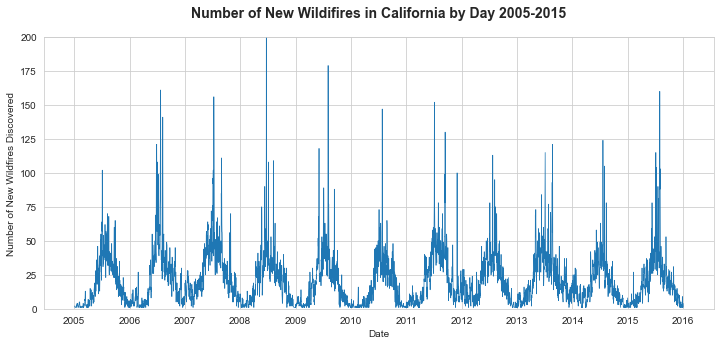 Number of New Wildifires in California by Day 2005-2015
Number of New Wildfires Discovered
200
175
150
125
100
75
50
25
0
2005 2006 2007 2008 2009 2010 2011 2012 2013 2014 2015 2016
Date